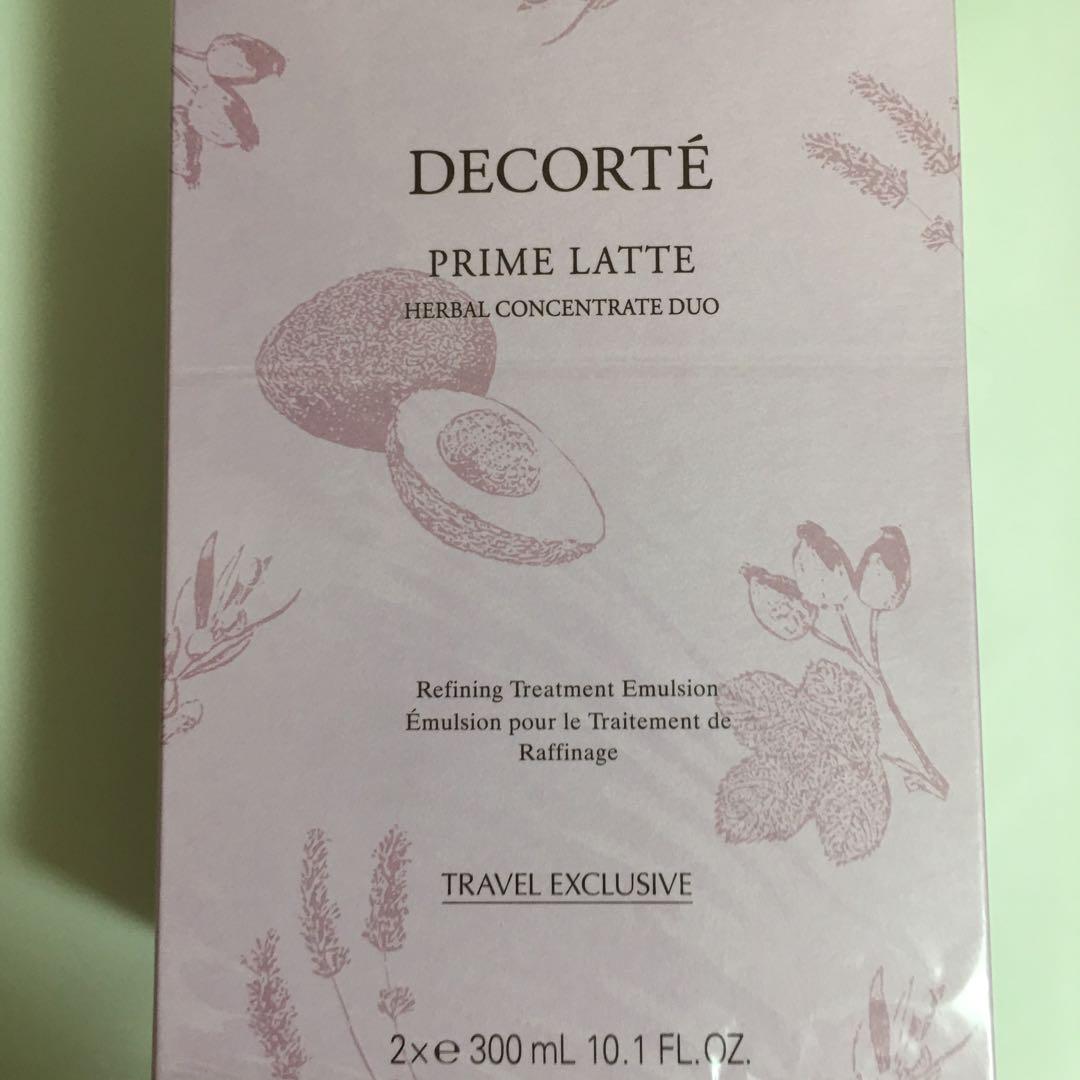 DECORTÉ
PRIME LATTE
HERBAL CONCENTRATE DUO
Refining Treatment Emulsion
Émulsion pour le Traitement de
Raffinage
TRAVEL EXCLUSIVE
2x℮ 300 mL 10.1 FL.OZ.